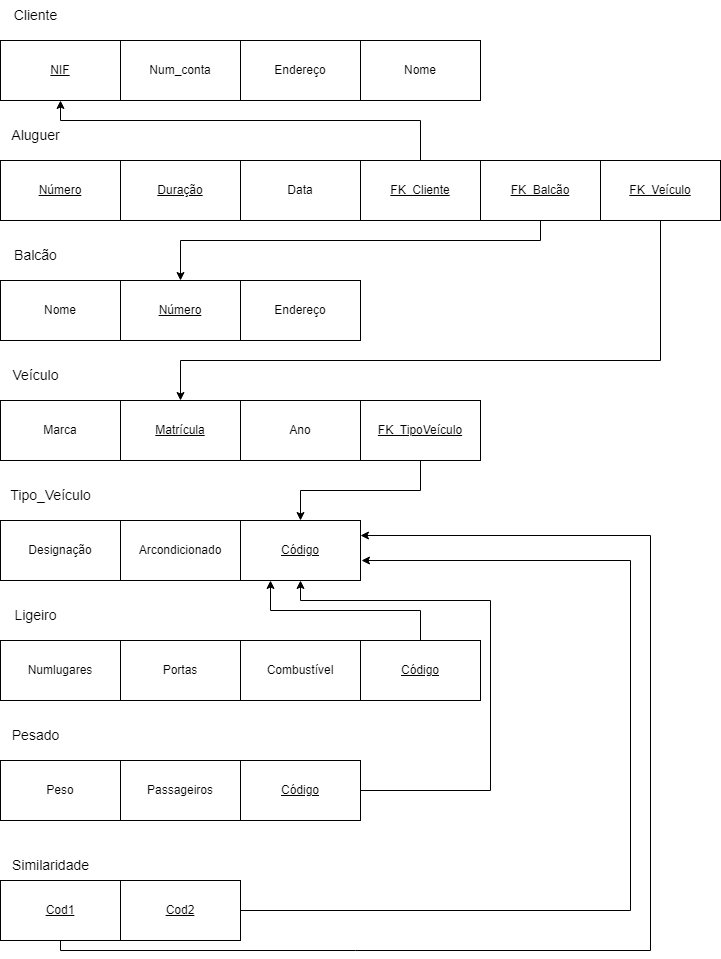 Cliente
NIF Num_conta Endereço Nome
Aluguer
Número Duração Data FK_Cliente FK_Balcão FK_Veículo
Balcão
Nome Número Endereço
Veículo
Marca Matrícula Ano FK_TipoVeículo
Tipo_Veículo
Designação Arcondicionado Código
Ligeiro
Numlugares Portas Combustível Código
Pesado
Peso Passageiros Código
Similaridade
Cod1 Cod2